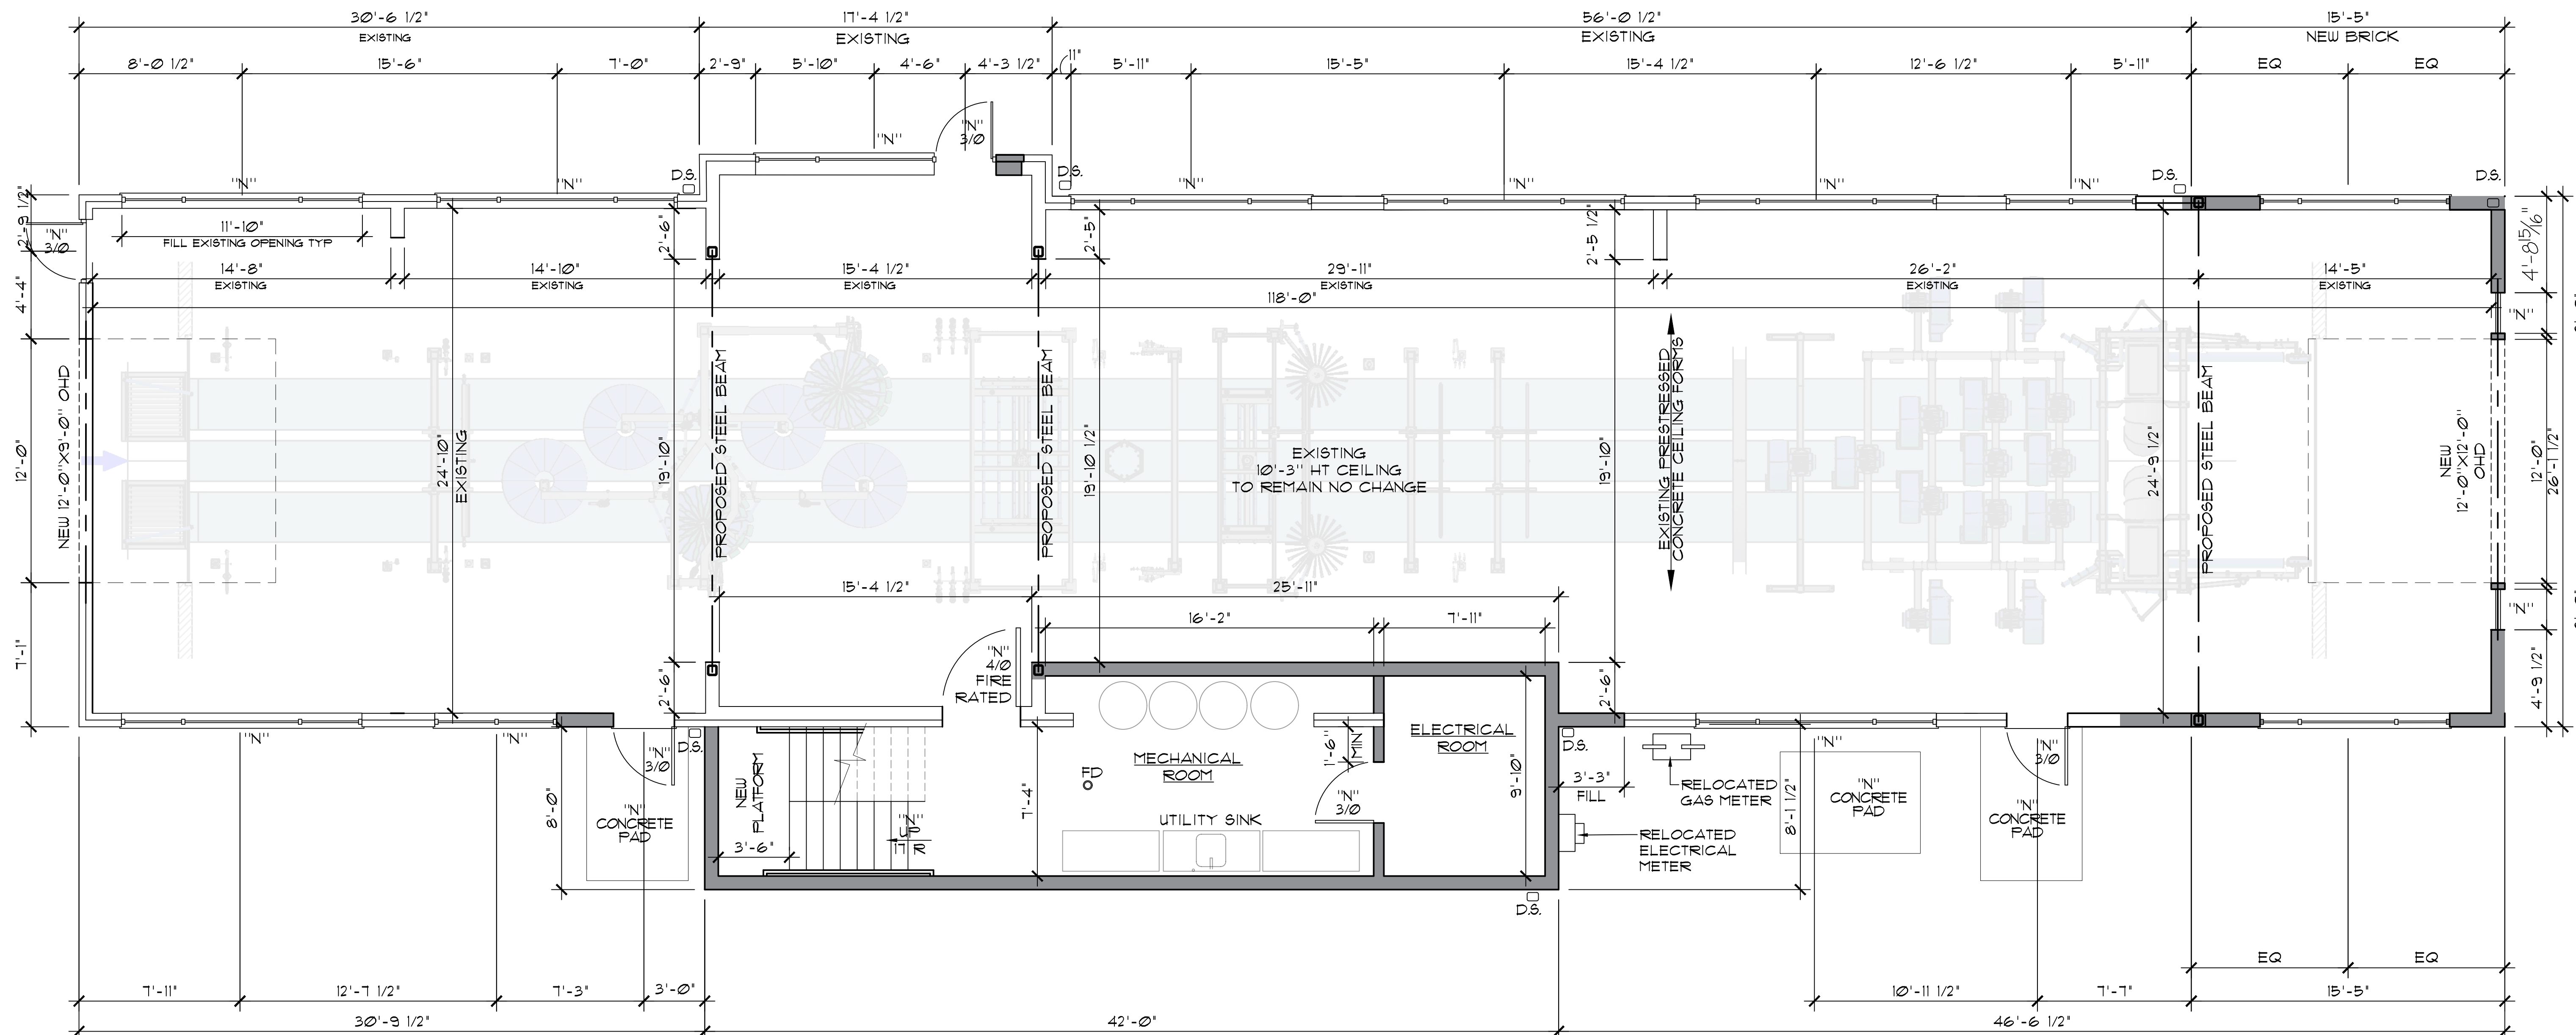 30'-6 1/2"
EXISTING
17'-4 1/2"
EXISTING
56'-0 1/2"
EXISTING
15'-5"
NEW BRICK
8'-0 1/2"
15'-6"
7'-0"
2'-9"
5'-10"
4'-6"
4'-3 1/2"
11"
5'-11"
15'-5"
15'-4 1/2"
12'-6 1/2"
5'-11"
EQ
EQ
"N"
"N"
3/0
D.S.
D.S.
D.S.
D.S.
"N"
"N"
"N"
"N"
"N"
"N"
2'-9 1/2"
"N"
3/0
11'-10"
FILL EXISTING OPENING TYP
2'-6"
2'-5"
2'-5 1/2"
4'-8 15/16"
4'-4"
14'-8"
EXISTING
14'-10"
EXISTING
15'-4 1/2"
EXISTING
29'-11"
EXISTING
26'-2"
EXISTING
14'-5"
EXISTING
118'-0"
"N"
12'-0"
NEW 12'-0"X9'-0" OHD
24'-10"
EXISTING
19'-10"
PROPOSED STEEL BEAM
PROPOSED STEEL BEAM
19'-10 1/2"
EXISTING
10'-3" HT CEILING
TO REMAIN NO CHANGE
19'-10"
EXISTING PRESTRESSED
CONCRETE CEILING FORMS
24'-9 1/2"
PROPOSED STEEL BEAM
NEW
12'-0"X12'-0"
OHD
12'-0"
26'-1 1/2"
15'-4 1/2"
25'-11"
16'-2"
7'-11"
"N"
7'-1"
2'-6"
"N"
4/0
FIRE
RATED
2'-6"
4'-9 1/2"
"N"
"N"
"N"
3/0
D.S.
NEW
PLATFORM
3'-6"
"N"
UP
17 R
7'-4"
FD
MECHANICAL
ROOM
UTILITY SINK
1'-6"
MIN
"N"
3/0
ELECTRICAL
ROOM
9'-10"
D.S.
3'-3"
FILL
RELOCATED
GAS METER
RELOCATED
ELECTRICAL
METER
8'-1 1/2"
"N"
"N"
CONCRETE
PAD
"N"
3/0
"N"
CONCRETE
PAD
8'-0"
"N"
CONCRETE
PAD
D.S.
EQ
EQ
7'-11"
12'-7 1/2"
7'-3"
3'-0"
10'-11 1/2"
7'-7"
15'-5"
30'-9 1/2"
42'-0"
46'-6 1/2"